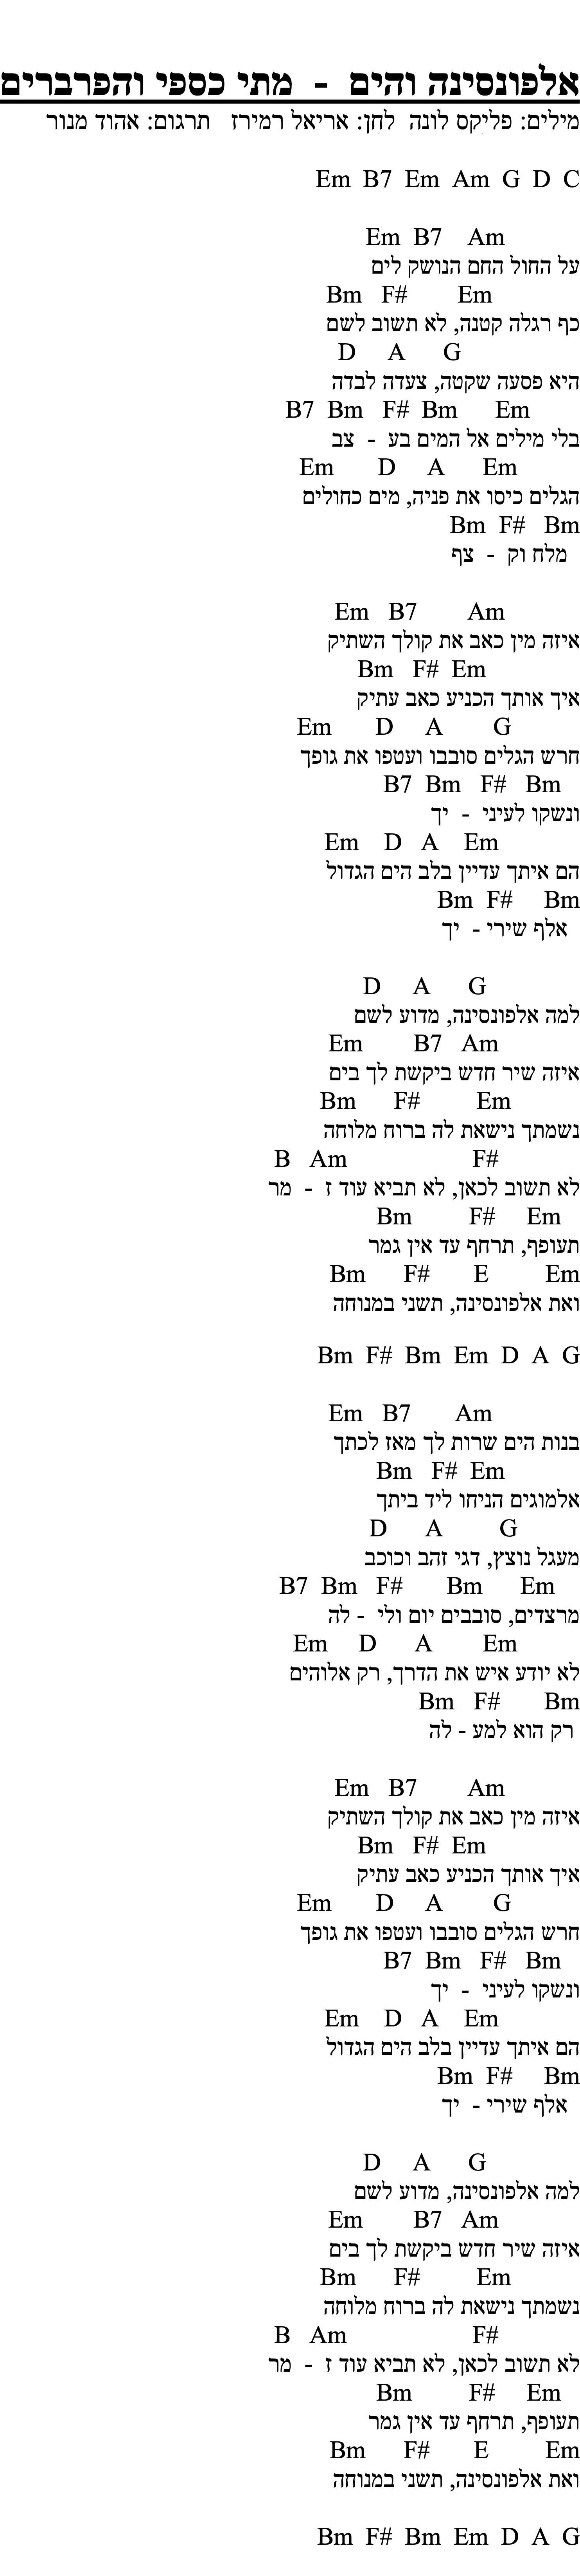 אלפונסינה והים - מתי כספי והפרברים
מילים: פליקס לונה לחן: אריאל רמירז תרגום: אהוד מנור
Em B7 Em Am G D C
Em B7 Am
על החול החם הנושק לים
Bm F# Em
כף רגלה קטנה, לא תשוב לשם
D A G
היא פסעה שקטה, צעדה לבדה
B7 Bm F# Bm Em
בלי מילים אל המים בע - צב
Em D A Em
הגלים כיסו את פניה, מים כחולים
Bm F# Bm
מלח וק - צף
Em B7 Am
איזה מין כאב את קולך השתיק
Bm F# Em
איך אותך הכניע כאב עתיק
Em D A G
חרש הגלים סובבו ועטפו את גופך
B7 Bm F# Bm
ונשקו לעיני - יך
Em D A Em
הם איתך עדיין בלב הים הגדול
Bm F# Bm
אלף שירי - יך
D A G
למה אלפונסינה, מדוע לשם
Em B7 Am
איזה שיר חדש ביקשת לך בים
Bm F# Em
נשמתך נישאת לה ברוח מלוחה
B Am F#
לא תשוב לכאן, לא תביא עוד ז - מר
Bm F# Em
תעופף, תרחף עד אין גמר
Bm F# E Em
ואת אלפונסינה, תשני במנוחה
Bm F# Bm Em D A G
Em B7 Am
בנות הים שרות לך מאז לכתך
Bm F# Em
אלמוגים הניחו ליד ביתך
D A G
מעגל נוצץ, דגי זהב וכוכב
B7 Bm F# Bm Em
מרצדים, סובבים יום ולי - לה
Em D A Em
לא יודע איש את הדרך, רק אלוהים
Bm F# Bm
רק הוא למע - לה
Em B7 Am
איזה מין כאב את קולך השתיק
Bm F# Em
איך אותך הכניע כאב עתיק
Em D A G
חרש הגלים סובבו ועטפו את גופך
B7 Bm F# Bm
ונשקו לעיני - יך
Em D A Em
הם איתך עדיין בלב הים הגדול
Bm F# Bm
אלף שירי - יך
D A G
למה אלפונסינה, מדוע לשם
Em B7 Am
איזה שיר חדש ביקשת לך בים
Bm F# Em
נשמתך נישאת לה ברוח מלוחה
B Am F#
לא תשוב לכאן, לא תביא עוד ז - מר
Bm F# Em
תעופף, תרחף עד אין גמר
Bm F# E Em
ואת אלפונסינה, תשני במנוחה
Bm F# Bm Em D A G